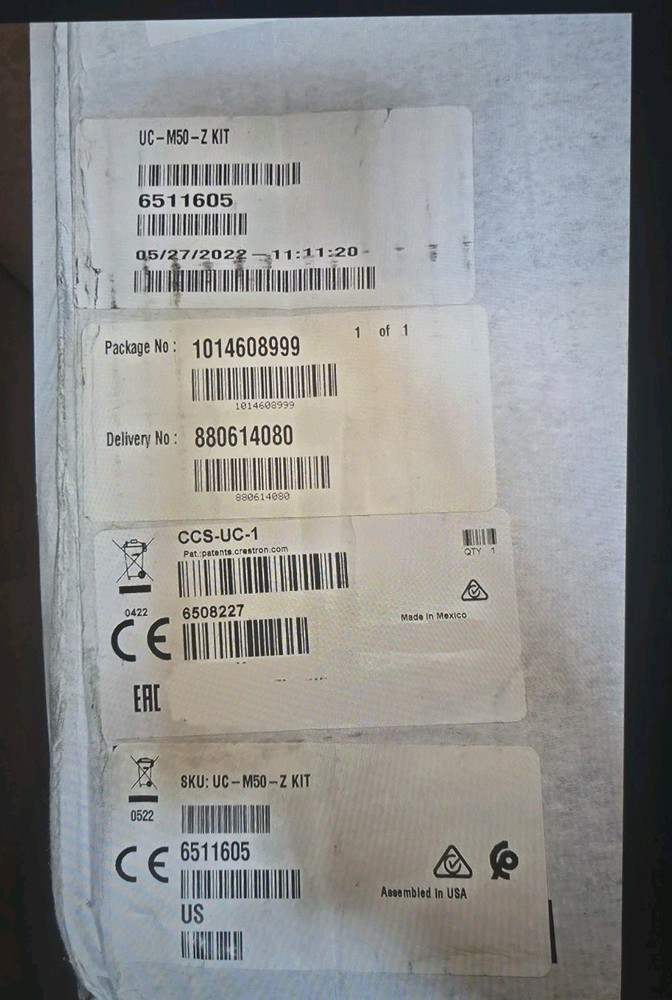 UC-M50-Z KIT
6511605
05/27/2022-11:11:20
1 of 1
Package No : 1014608999
1014608999
Delivery No : 880614080
880614080
CCS-UC-1
Pat.:patents.crestron.com
QTY 1
0422
6508227
CE
Made in Mexico
EAC
SKU: UC-M50-Z KIT
0522
6511605
CE
Assembled In USA
US